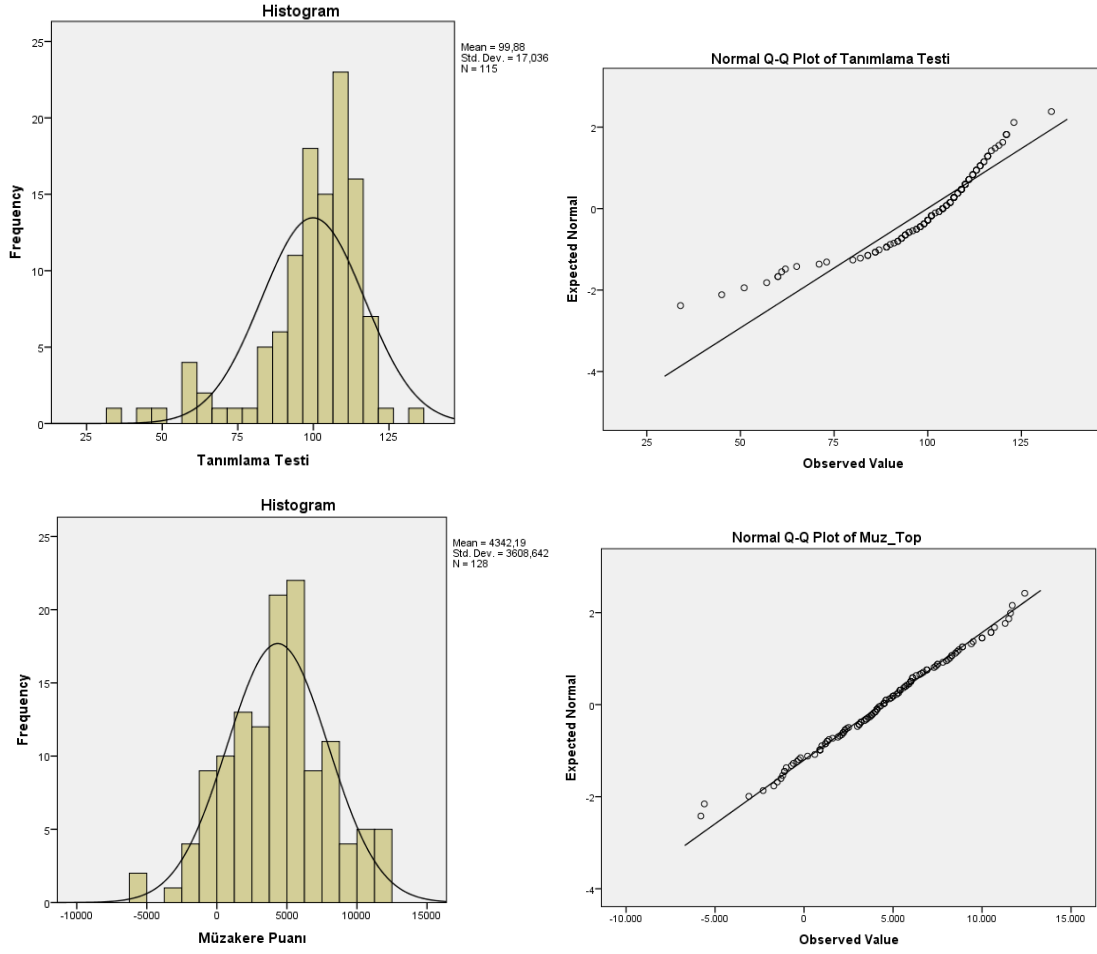 Histogram
Mean = 99,88
Std. Dev. = 17,036
N = 115
25
20
15
10
5
0
Frequency
25 50 75 100 125
Tanımlama Testi
Normal Q-Q Plot of Tanımlama Testi
2
0
-2
-4
Expected Normal
25 50 75 100 125
Observed Value
Histogram
Mean = 4342,19
Std. Dev. = 3608,642
N = 128
25
20
15
10
5
0
Frequency
-10000 -5000 0 5000 10000 15000
Müzakere Puanı
Normal Q-Q Plot of Muz_Top
2
0
-2
-4
Expected Normal
-10.000 -5.000 0 5.000 10.000 15.000
Observed Value